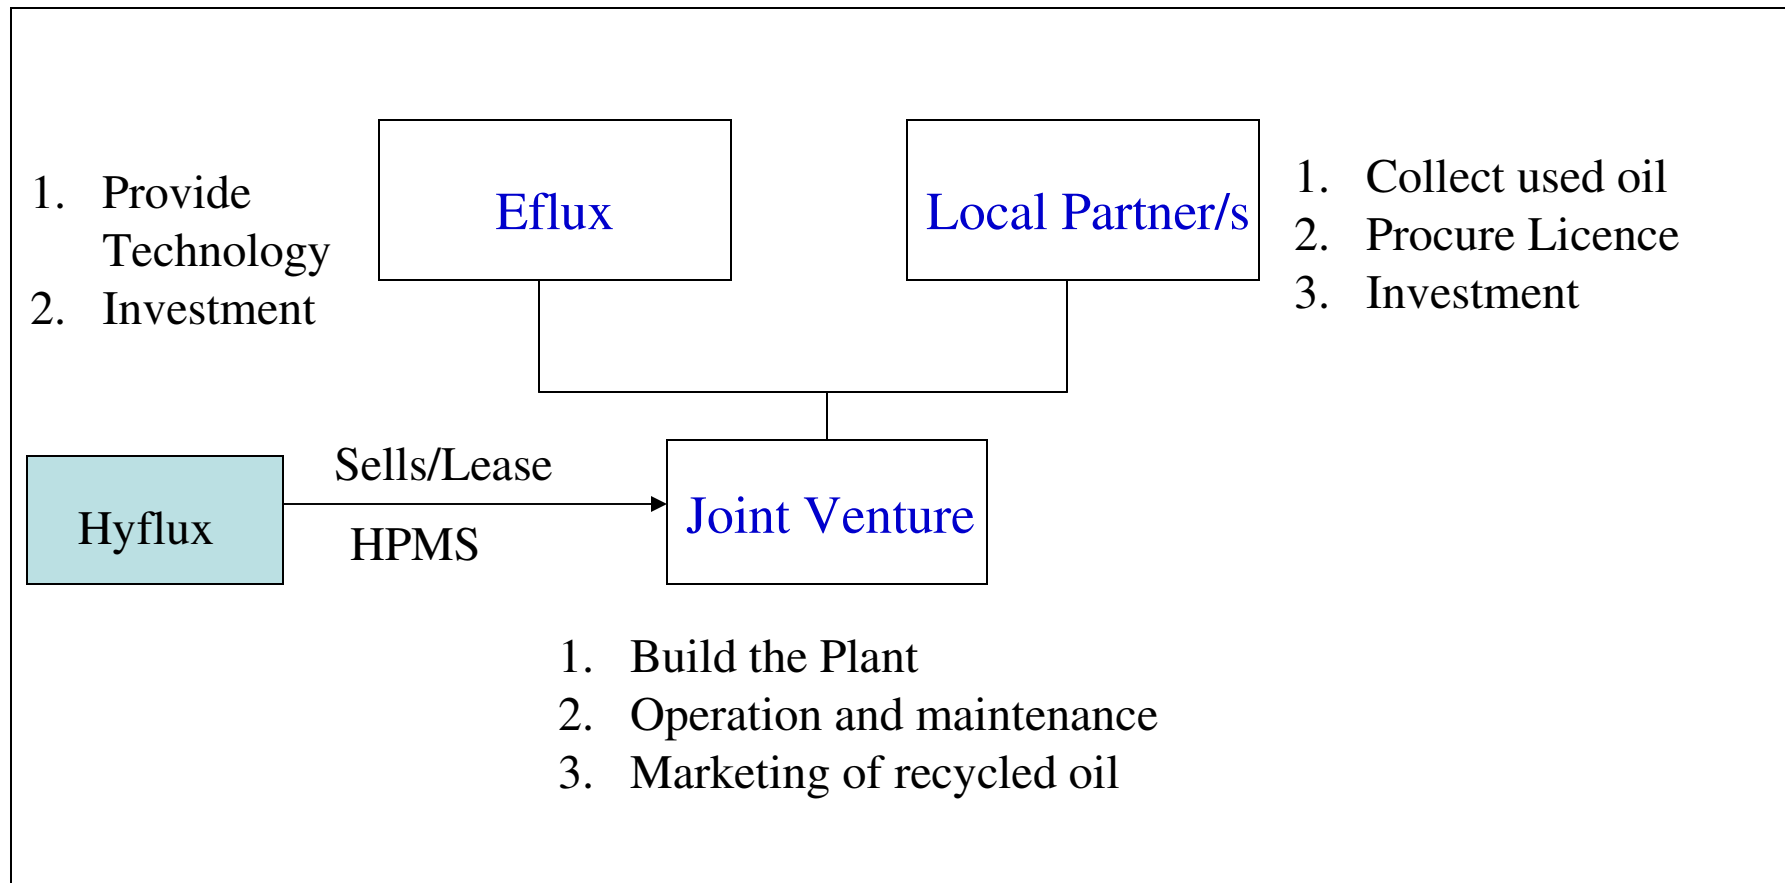 1. Provide
Technology
2. Investment
Eflux
Local Partner/s
1. Collect used oil
2. Procure Licence
3. Investment
Hyflux
Sells/Lease
HPMS
Joint Venture
1. Build the Plant
2. Operation and maintenance
3. Marketing of recycled oil